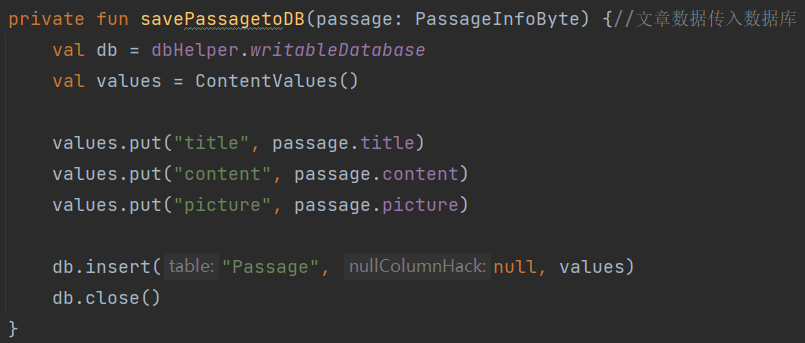 private fun savePassagetoDB(passage: PassageInfoByte) {//文章数据传入数据库
    val db = dbHelper.writableDatabase
    val values = ContentValues()
    values.put("title", passage.title)
    values.put("content", passage.content)
    values.put("picture", passage.picture)
    db.insert( table: "Passage", nullColumnHack: null, values)
    db.close()
}